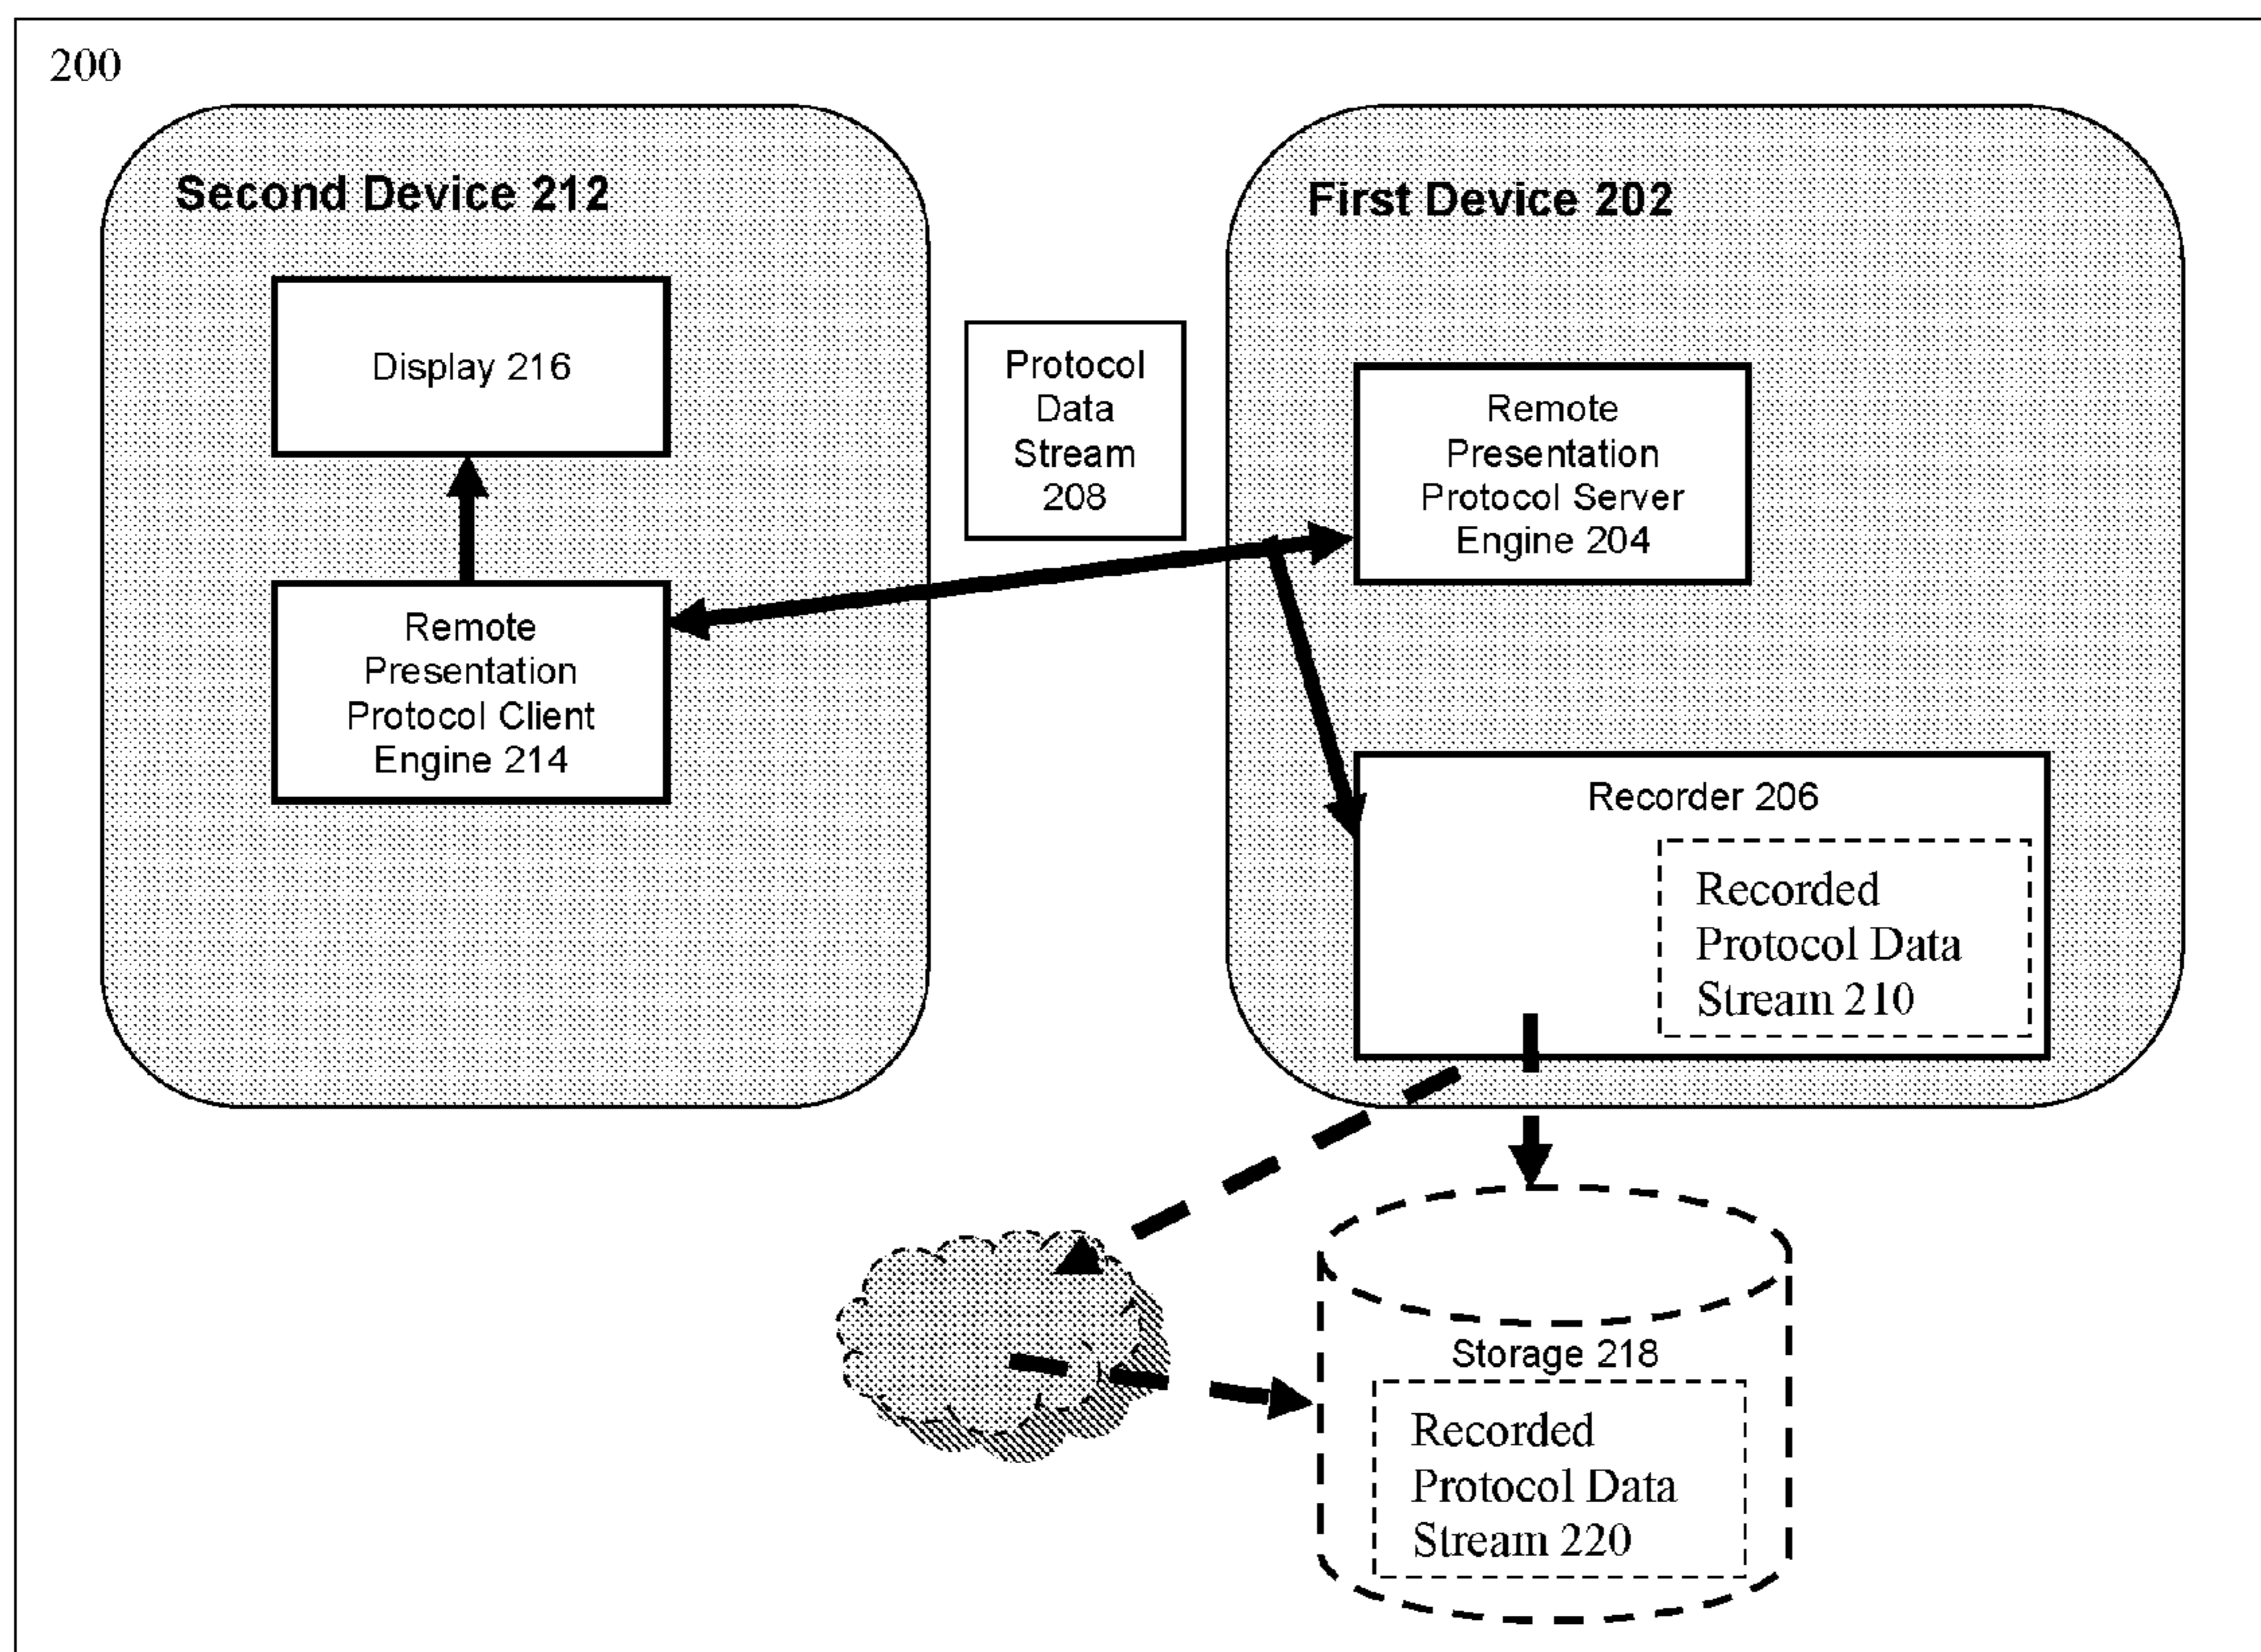 200
Second Device 212
Display 216
Remote
Presentation
Protocol Client
Engine 214
Protocol
Data
Stream
208
First Device 202
Remote
Presentation
Protocol Server
Engine 204
Recorder 206
Recorded
Protocol Data
Stream 210
Storage 218
Recorded
Protocol Data
Stream 220